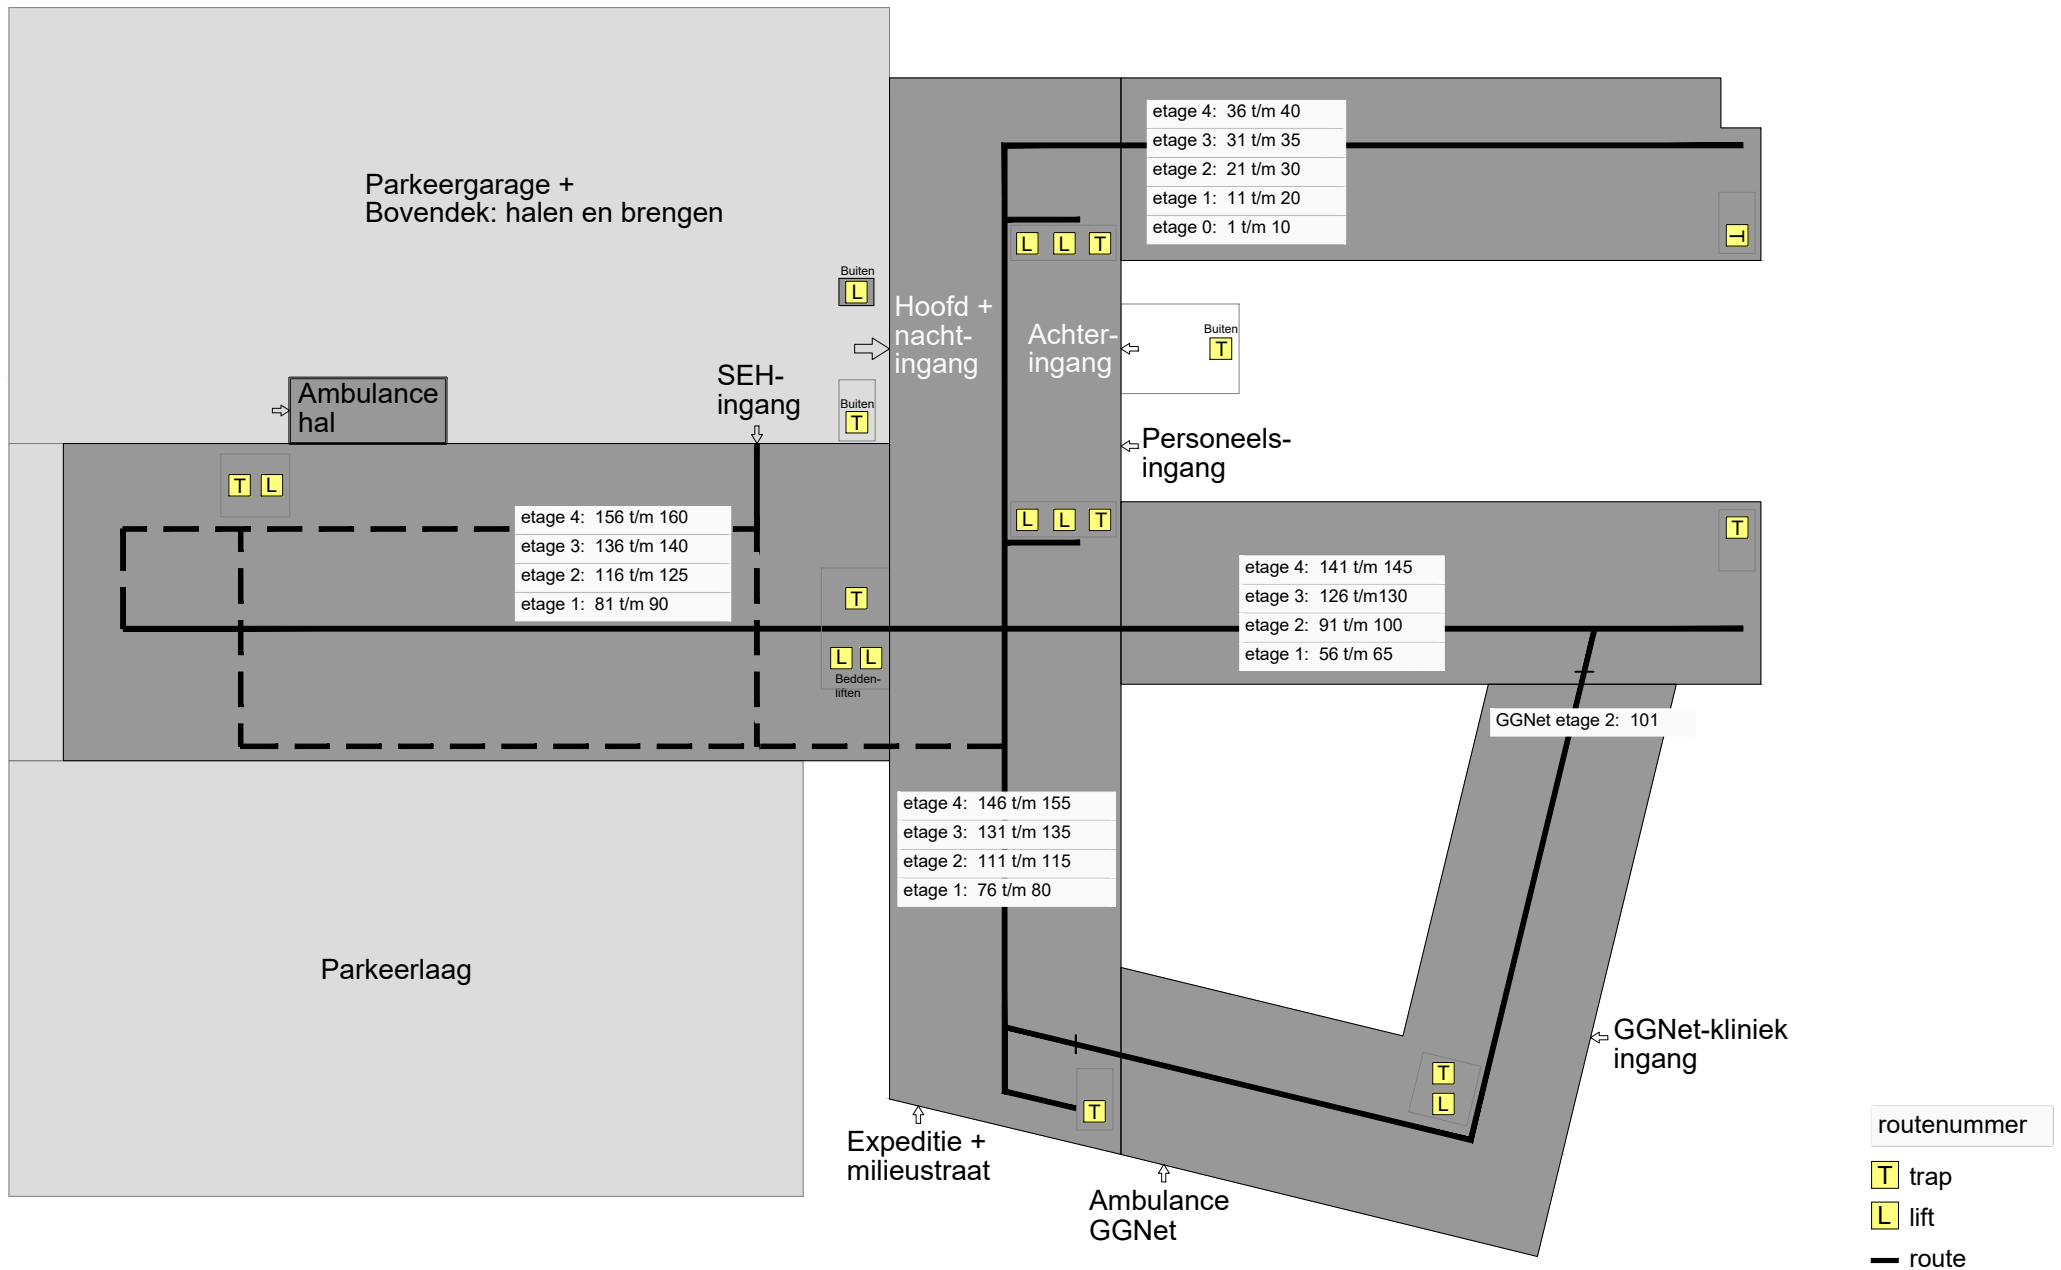 etage 4: 36 t/m 40
etage 3: 31 t/m 35
etage 2: 21 t/m 30
etage 1: 11 t/m 20
etage 0: 1 t/m 10
Parkeergarage +
Bovendek: halen en brengen
L L T
T
Buiten
L
Hoofd +
nacht-
ingang
Achter-
ingang
Buiten
T
SEH-
ingang
Ambulance
hal
Buiten
T
Personeels-
ingang
T L
L L T
T
etage 4: 156 t/m 160
etage 3: 136 t/m 140
etage 2: 116 t/m 125
etage 1: 81 t/m 90
etage 4: 141 t/m 145
etage 3: 126 t/m130
etage 2: 91 t/m 100
etage 1: 56 t/m 65
T
L L
Bedden-
liften
GGNet etage 2: 101
etage 4: 146 t/m 155
etage 3: 131 t/m 135
etage 2: 111 t/m 115
etage 1: 76 t/m 80
Parkeerlaag
GGNet-kliniek
ingang
T
L
T
Expeditie +
milieustraat
Ambulance
GGNet
routenummer
T trap
L lift
route